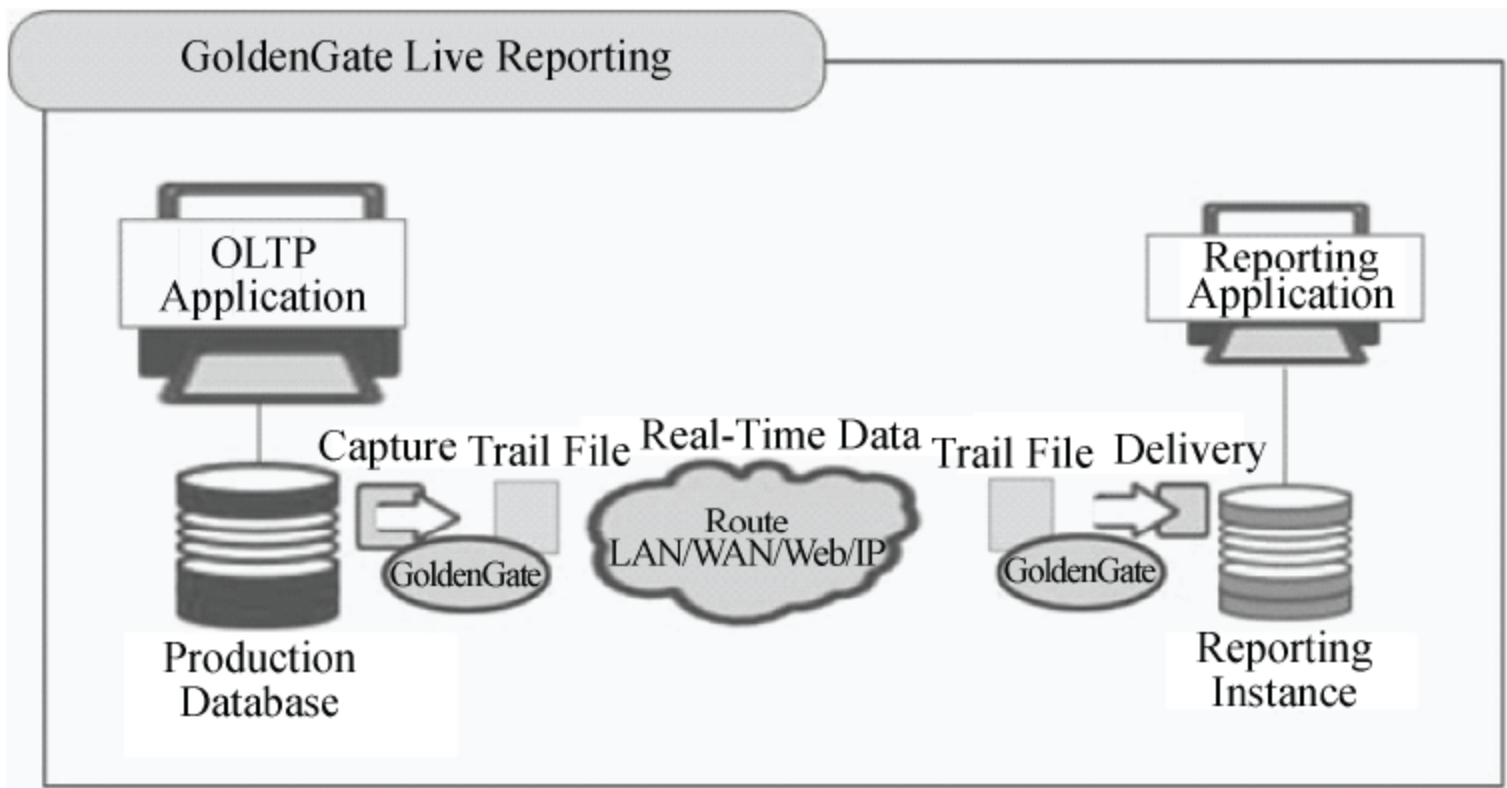 GoldenGate Live Reporting
OLTP
Application
Reporting
Application
Capture
Trail File
Real-Time Data
Trail File
Delivery
Route
LAN/WAN/Web/IP
GoldenGate
GoldenGate
Production
Database
Reporting
Instance